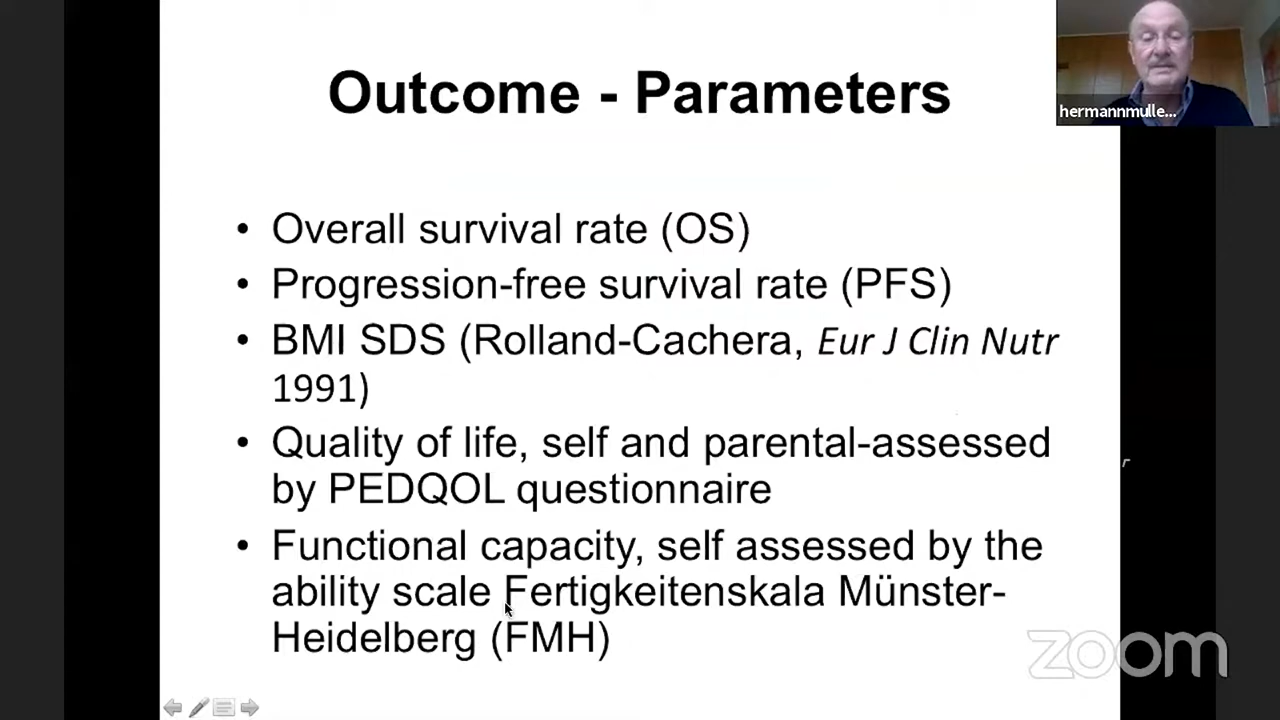 Outcome - Parameters
hermannmulle...
• Overall survival rate (OS)
• Progression-free survival rate (PFS)
• BMI SDS (Rolland-Cachera, Eur J Clin Nutr
1991)
• Quality of life, self and parental-assessed
by PEDQOL questionnaire
r
• Functional capacity, self assessed by the
ability scale Fertigkeitenskala Münster-
Heidelberg (FMH)
zoom